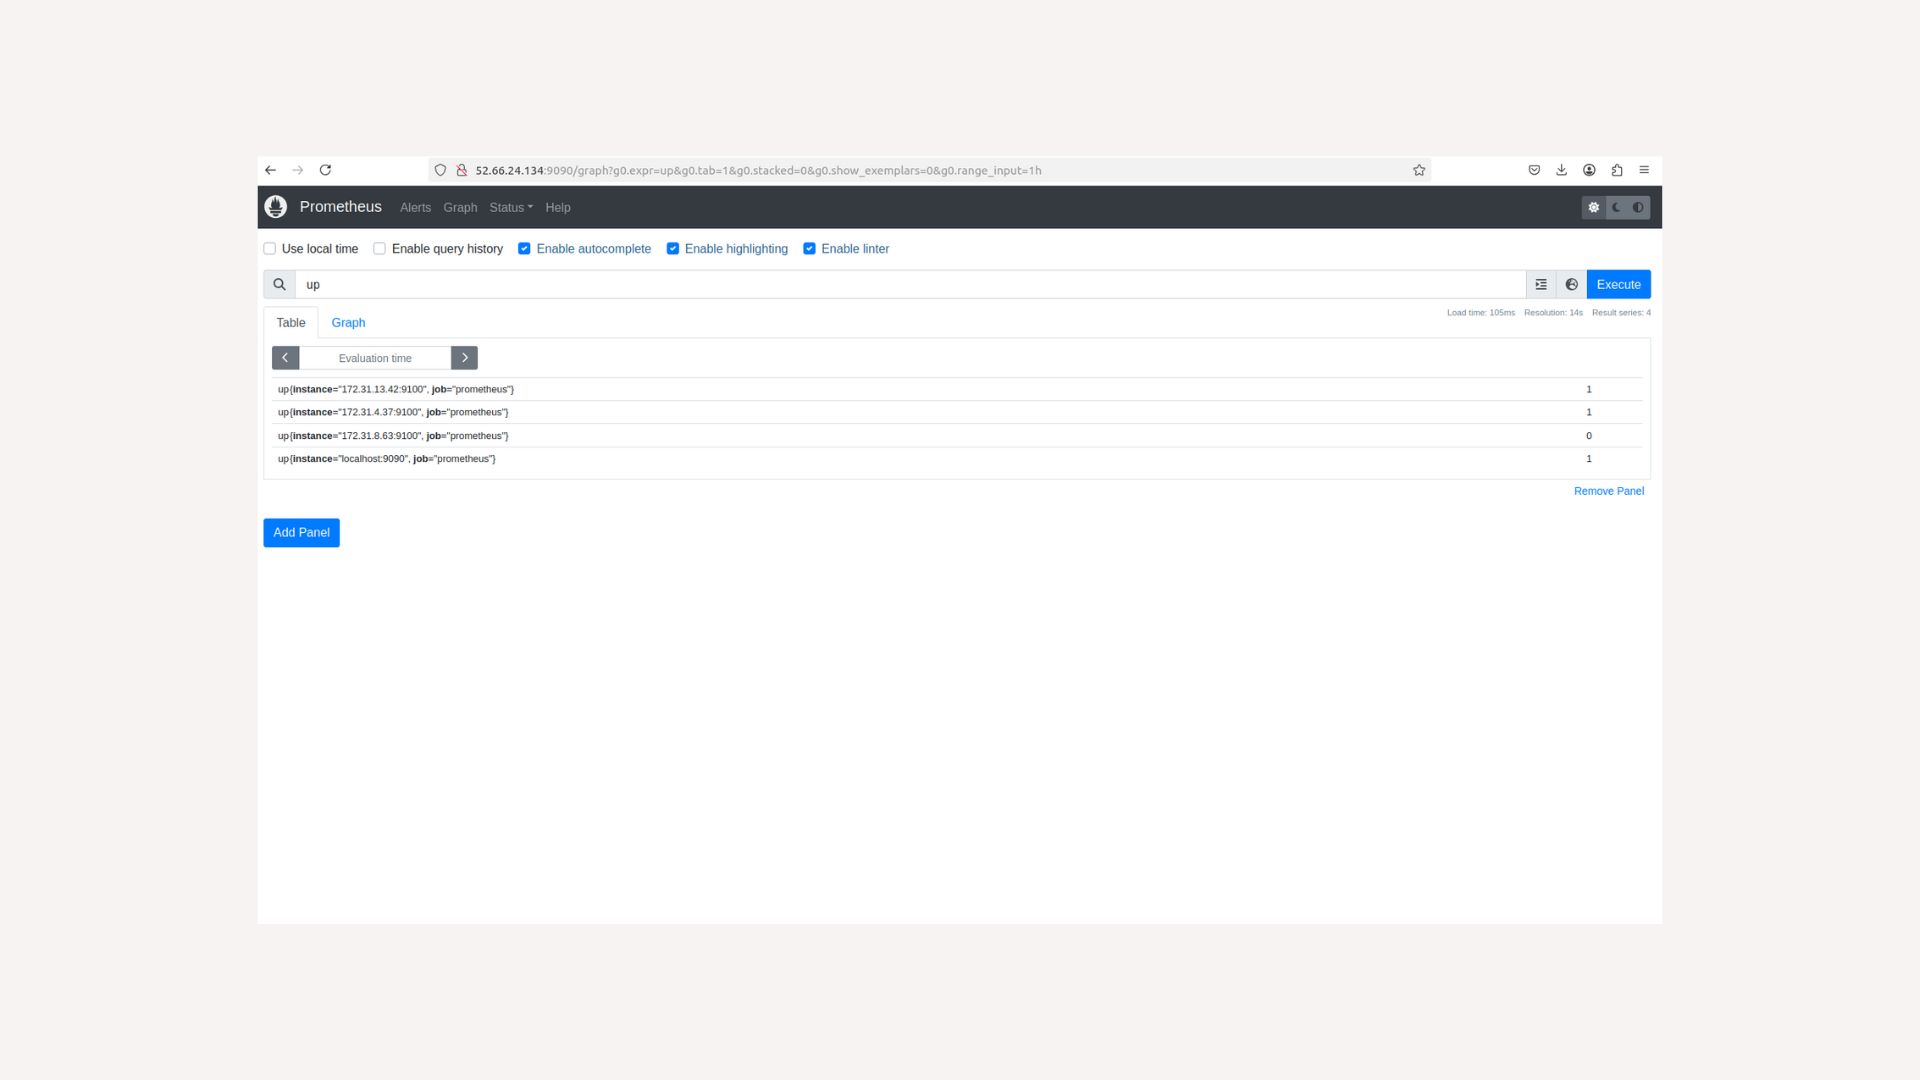 52.66.24.134:9090/graph?g0.expr=up&g0.tab=1&g0.stacked=0&g0.show_exemplars=0&g0.range_input=1h
Prometheus Alerts Graph Status Help
Use local time Enable query history Enable autocomplete Enable highlighting Enable linter
up Execute
Table Graph Load time: 105ms Resolution: 14s Result series: 4
Evaluation time
up{instance="172.31.13.42:9100", job="prometheus"} 1
up{instance="172.31.4.37:9100", job="prometheus"} 1
up{instance="172.31.8.63:9100", job="prometheus"} 0
up{instance="localhost:9090", job="prometheus"} 1
Remove Panel
Add Panel